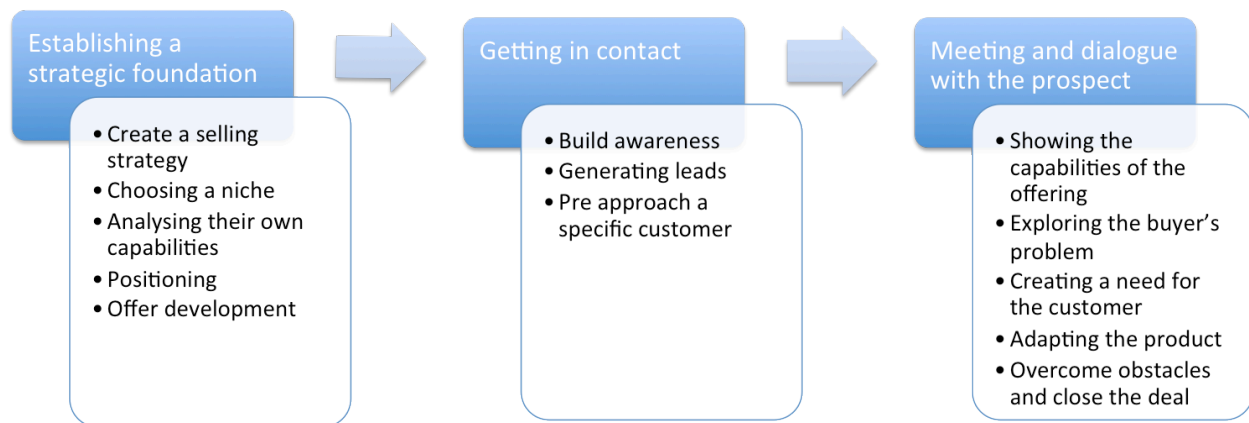 Establishing a
strategic foundation
• Create a selling
strategy
• Choosing a niche
• Analysing their own
capabilities
• Positioning
• Offer development
Getting in contact
• Build awareness
• Generating leads
• Pre approach a
specific customer
Meeting and dialogue
with the prospect
• Showing the
capabilities of the
offering
• Exploring the buyer’s
problem
• Creating a need for
the customer
• Adapting the product
• Overcome obstacles
and close the deal